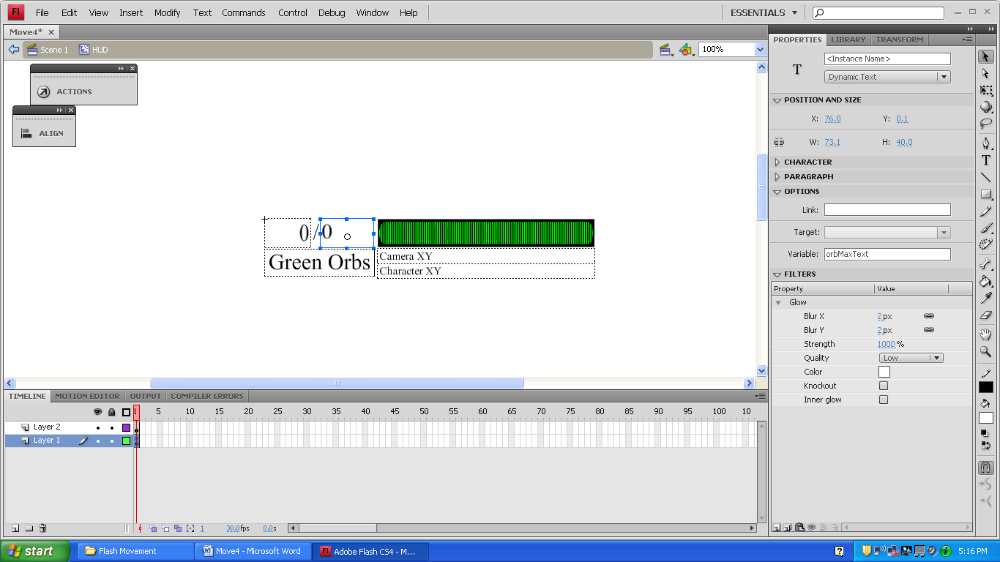 Fl File Edit View Insert Modify Text Commands Control Debug Window Help ESSENTIALS
Move4*
Scene 1 HUD 100%
ACTIONS
ALIGN
0 / 0
Green Orbs
Camera XY
Character XY
PROPERTIES LIBRARY TRANSFORM
T <Instance Name>
Dynamic Text
POSITION AND SIZE
X: 76.0 Y: 0.1
W: 73.1 H: 40.0
CHARACTER
PARAGRAPH
OPTIONS
Link:
Target:
Variable: orbMaxText
FILTERS
Property Value
Glow
Blur X 2 px
Blur Y 2 px
Strength 1000 %
Quality Low
Color
Knockout
Inner glow
TIMELINE MOTION EDITOR OUTPUT COMPILER ERRORS
1 5 10 15 20 25 30 35 40 45 50 55 60 65 70 75 80 85 90 95 100 10
Layer 2
Layer 1
1 30.0fps 0.0s
start Flash Movement Move4 - Microsoft Word Fl Adobe Flash CS4 - M... 5:16 PM